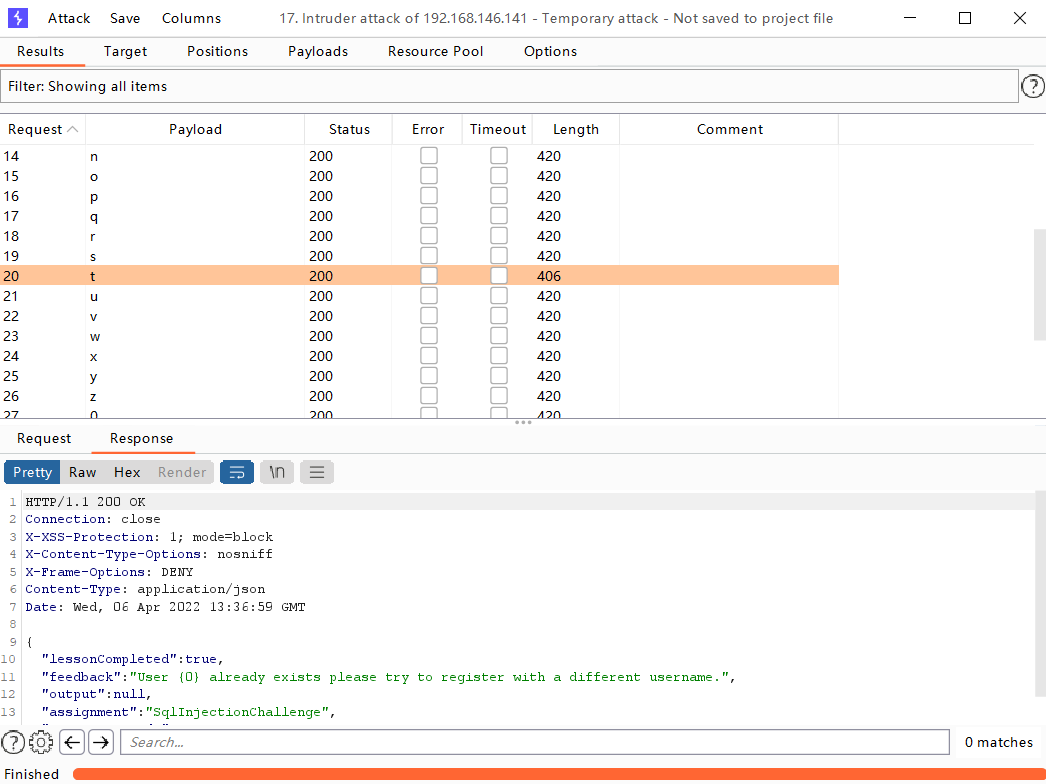 Attack Save Columns 17. Intruder attack of 192.168.146.141 - Temporary attack - Not saved to project file
Results Target Positions Payloads Resource Pool Options
Filter: Showing all items
?
Request Payload Status Error Timeout Length Comment
14 n 200 420
15 o 200 420
16 p 200 420
17 q 200 420
18 r 200 420
19 s 200 420
20 t 200 406
21 u 200 420
22 v 200 420
23 w 200 420
24 x 200 420
25 y 200 420
26 z 200 420
27 0 200 420
Request Response
Pretty Raw Hex Render \n
1 HTTP/1.1 200 OK
2 Connection: close
3 X-XSS-Protection: 1; mode=block
4 X-Content-Type-Options: nosniff
5 X-Frame-Options: DENY
6 Content-Type: application/json
7 Date: Wed, 06 Apr 2022 13:36:59 GMT
8
9 {
10 "lessonCompleted":true,
11 "feedback":"User {0} already exists please try to register with a different username.",
12 "output":null,
13 "assignment":"SqlInjectionChallenge",
? Search... 0 matches
Finished